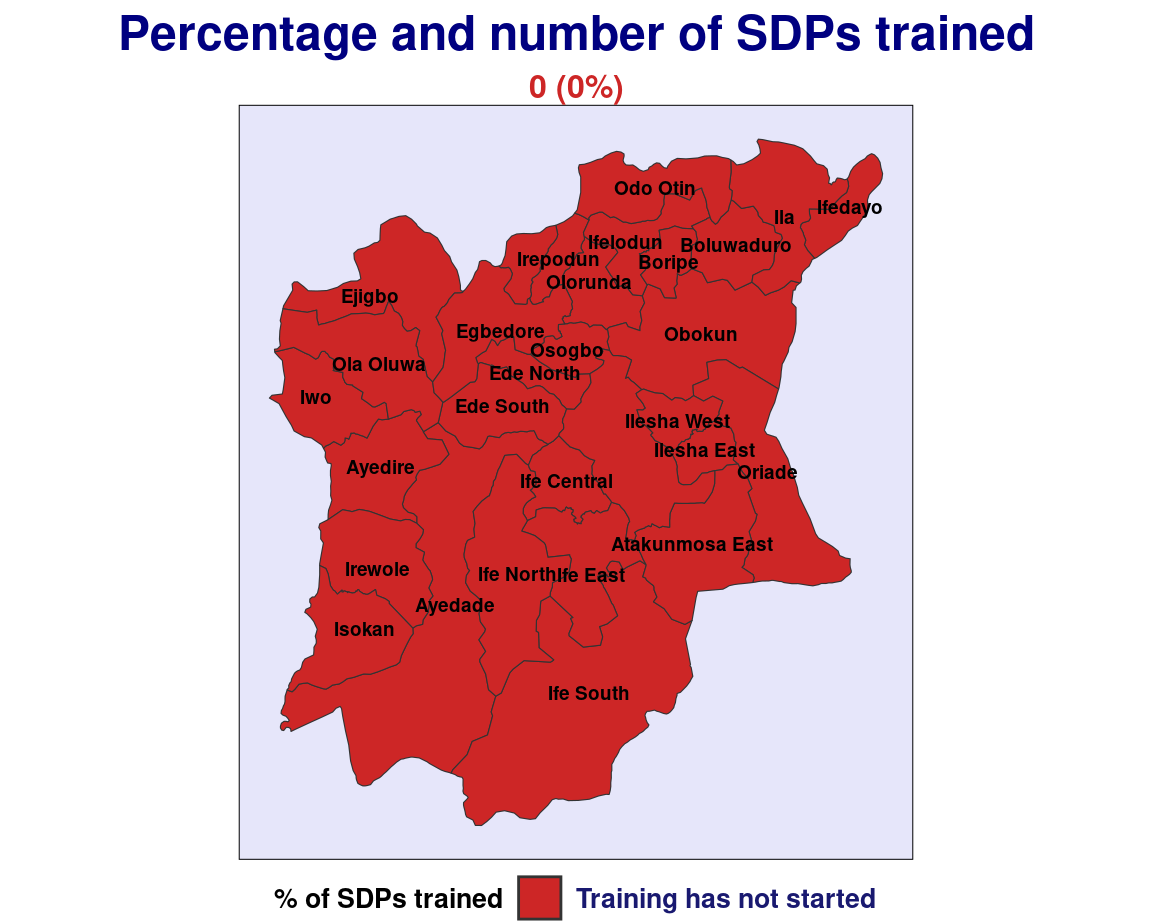 Percentage and number of SDPs trained
0 (0%)
Odo Otin
Ifedayo
Ila
Ifelodun
Boluwaduro
Irepodun
Boripe
Olorunda
Ejigbo
Egbedore
Obokun
Osogbo
Ola Oluwa
Ede North
Iwo
Ede South
Ilesha West
Ilesha East
Ayedire
Oriade
Ife Central
Atakunmosa East
Irewole
Ife North
Ife East
Ayedade
Isokan
Ife South
% of SDPs trained
Training has not started